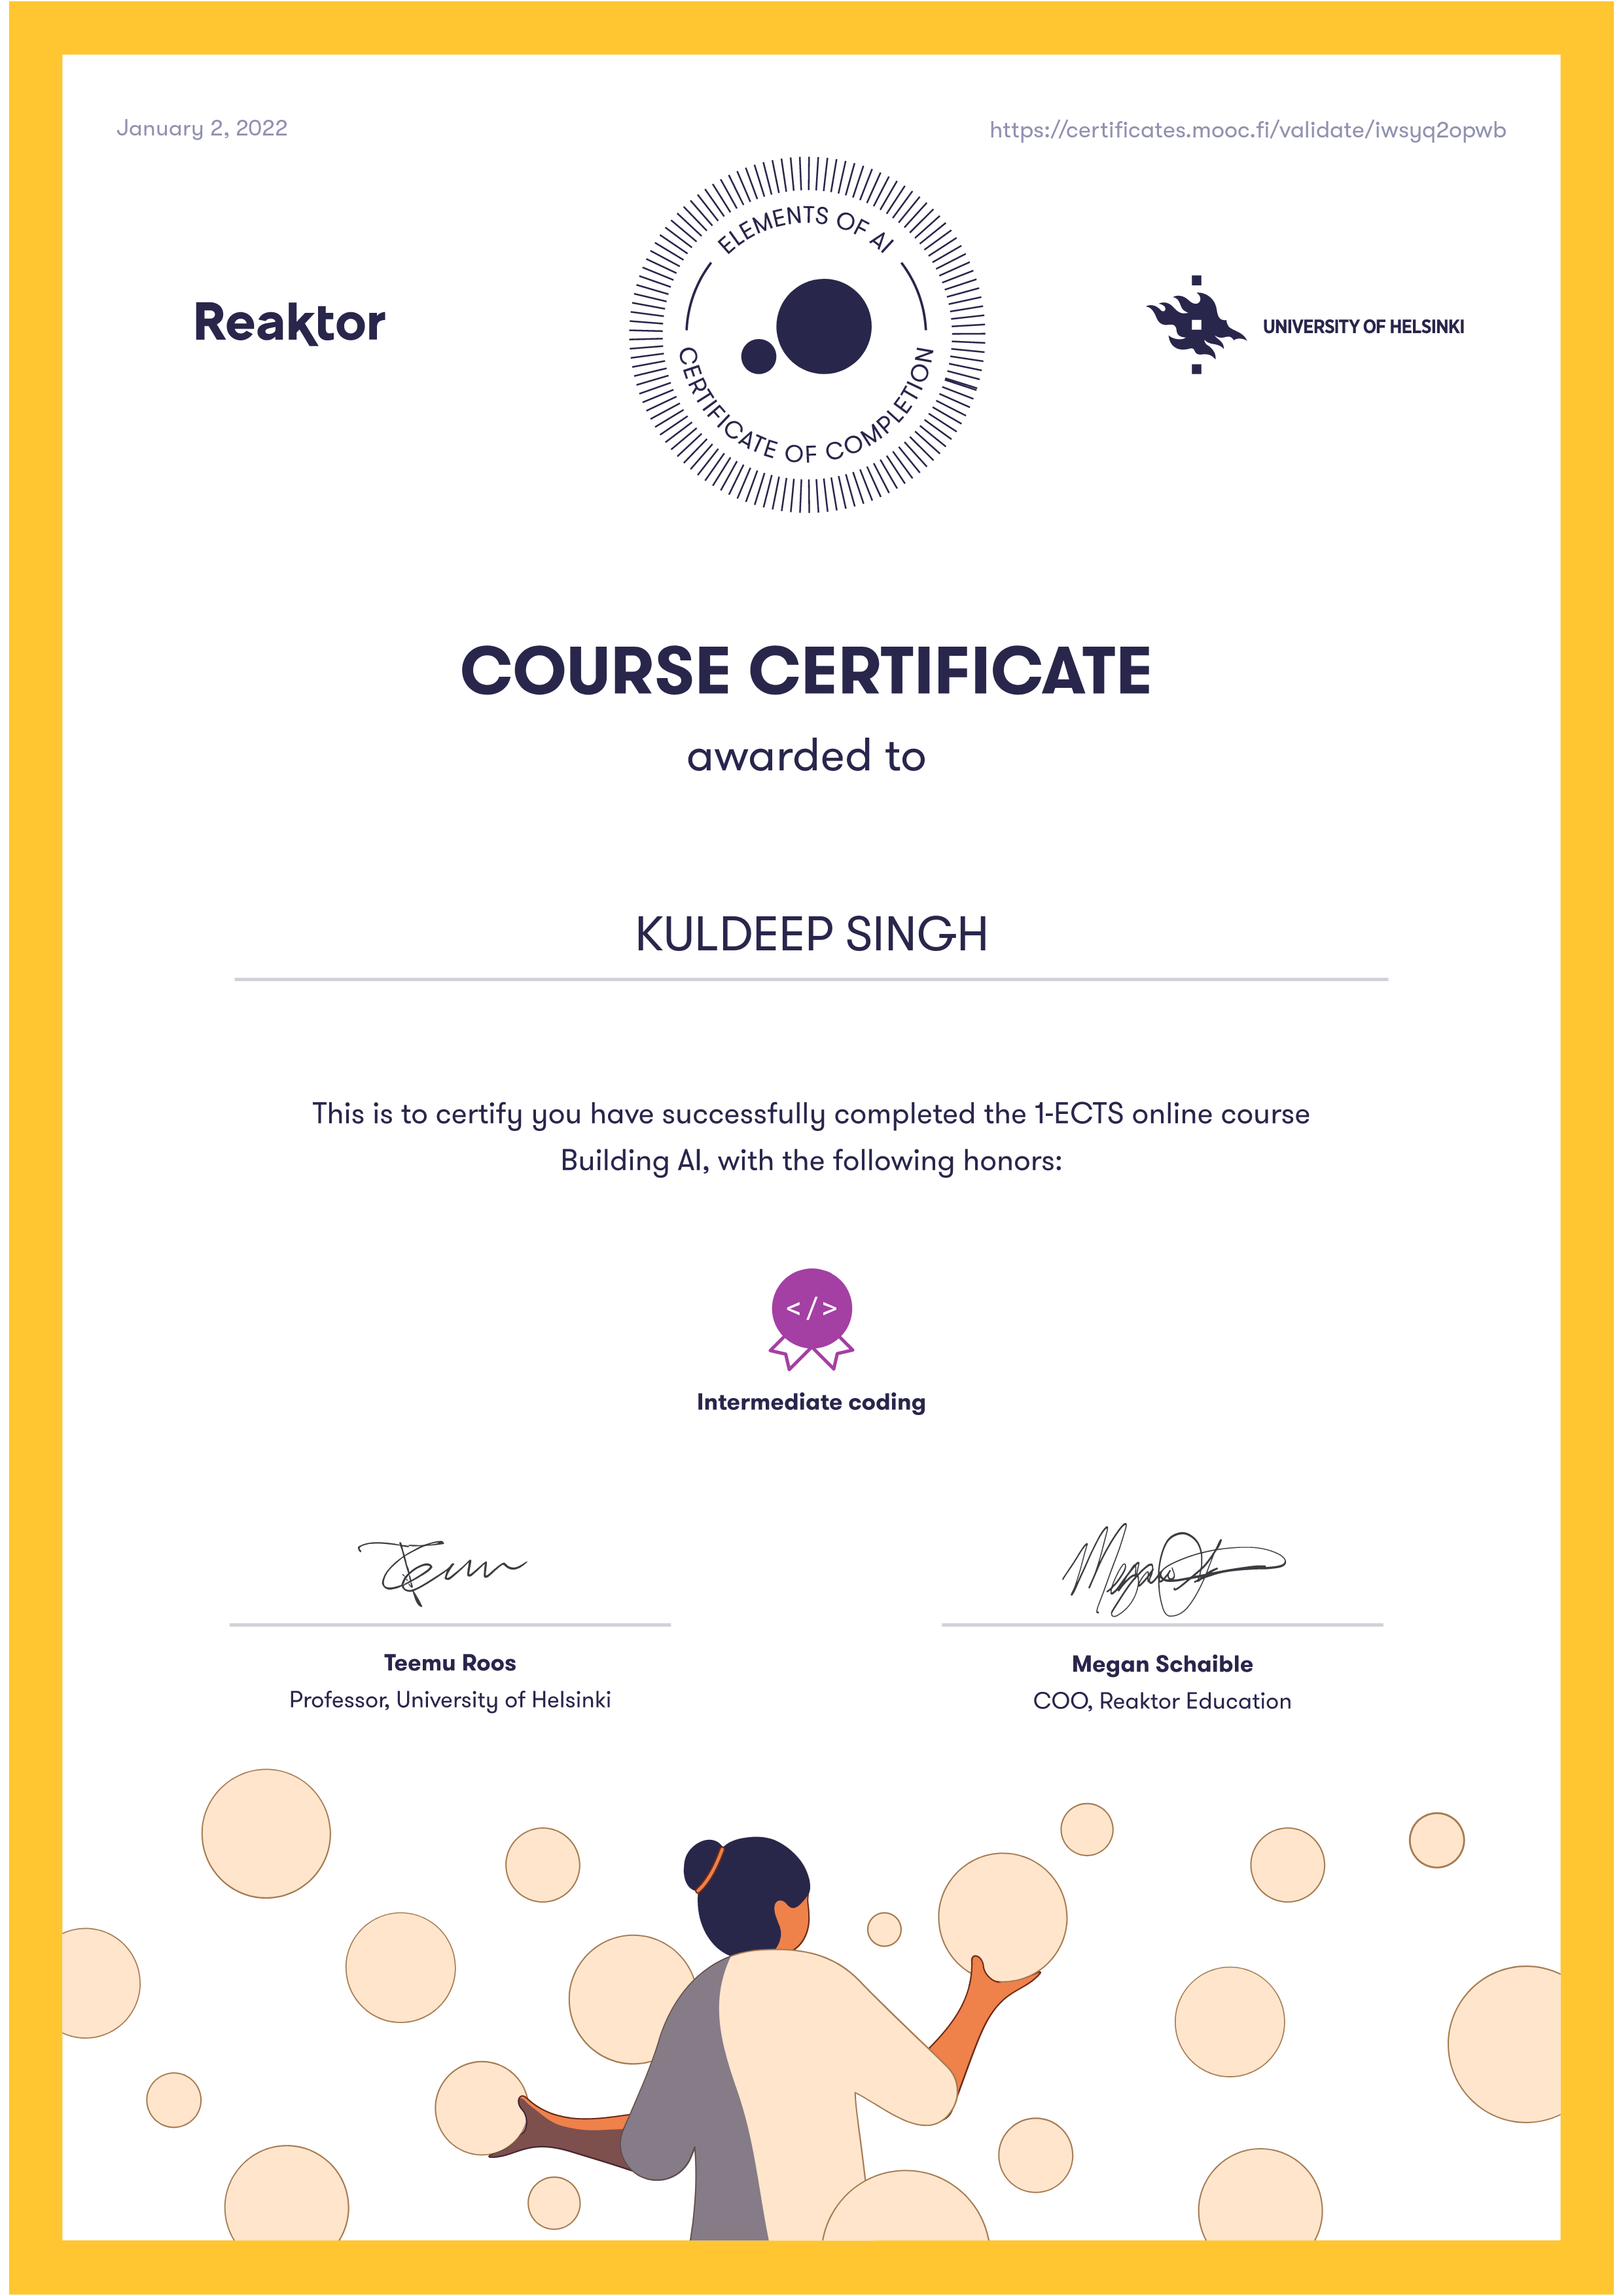 January 2, 2022
https://certificates.mooc.fi/validate/iwsyq2opwb
ELEMENTS OF AI
CERTIFICATE OF COMPLETION
Reaktor
UNIVERSITY OF HELSINKI
COURSE CERTIFICATE
awarded to
KULDEEP SINGH
This is to certify you have successfully completed the 1-ECTS online course
Building AI, with the following honors:
</>
Intermediate coding
Teemu
Megan
Teemu Roos
Professor, University of Helsinki
Megan Schaible
COO, Reaktor Education